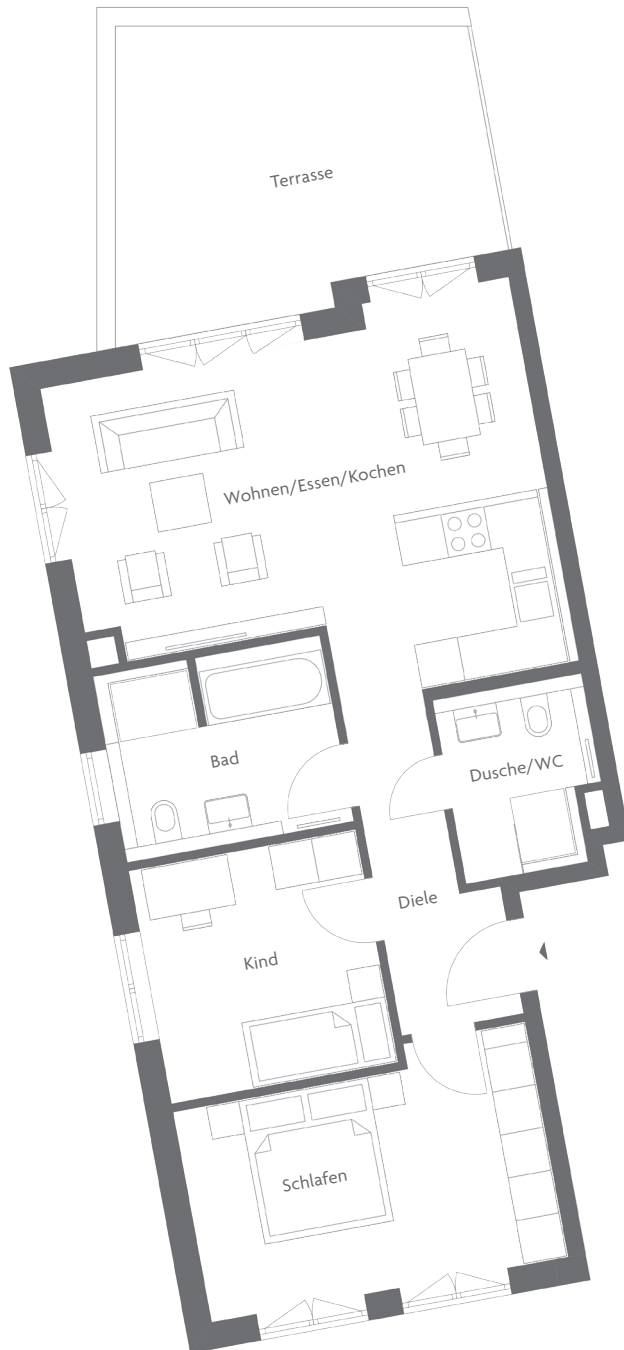 Terrasse
Wohnen/Essen/Kochen
Bad
Dusche/WC
Diele
Kind
Schlafen